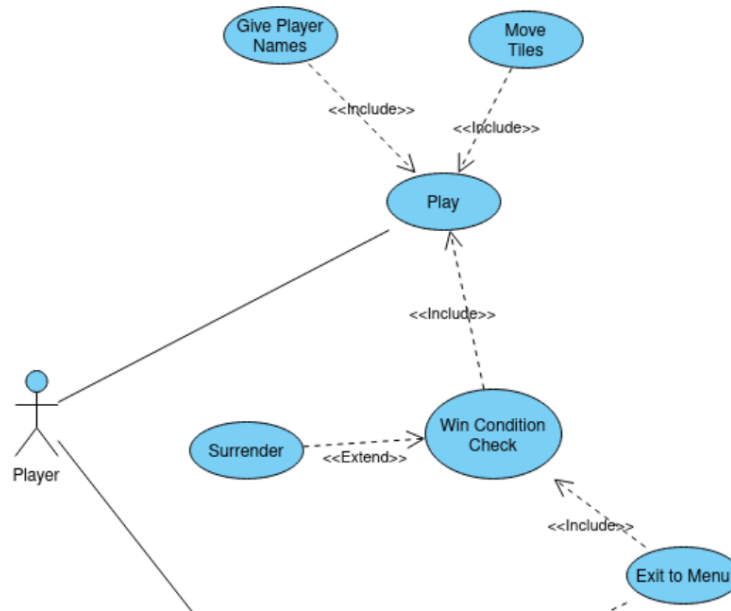 Give Player
Names
Move
Tiles
<<Include>>
<<Include>>
Play
<<Include>>
Win Condition
Check
Surrender
<<Extend>>
Player
<<Include>>
Exit to Menu